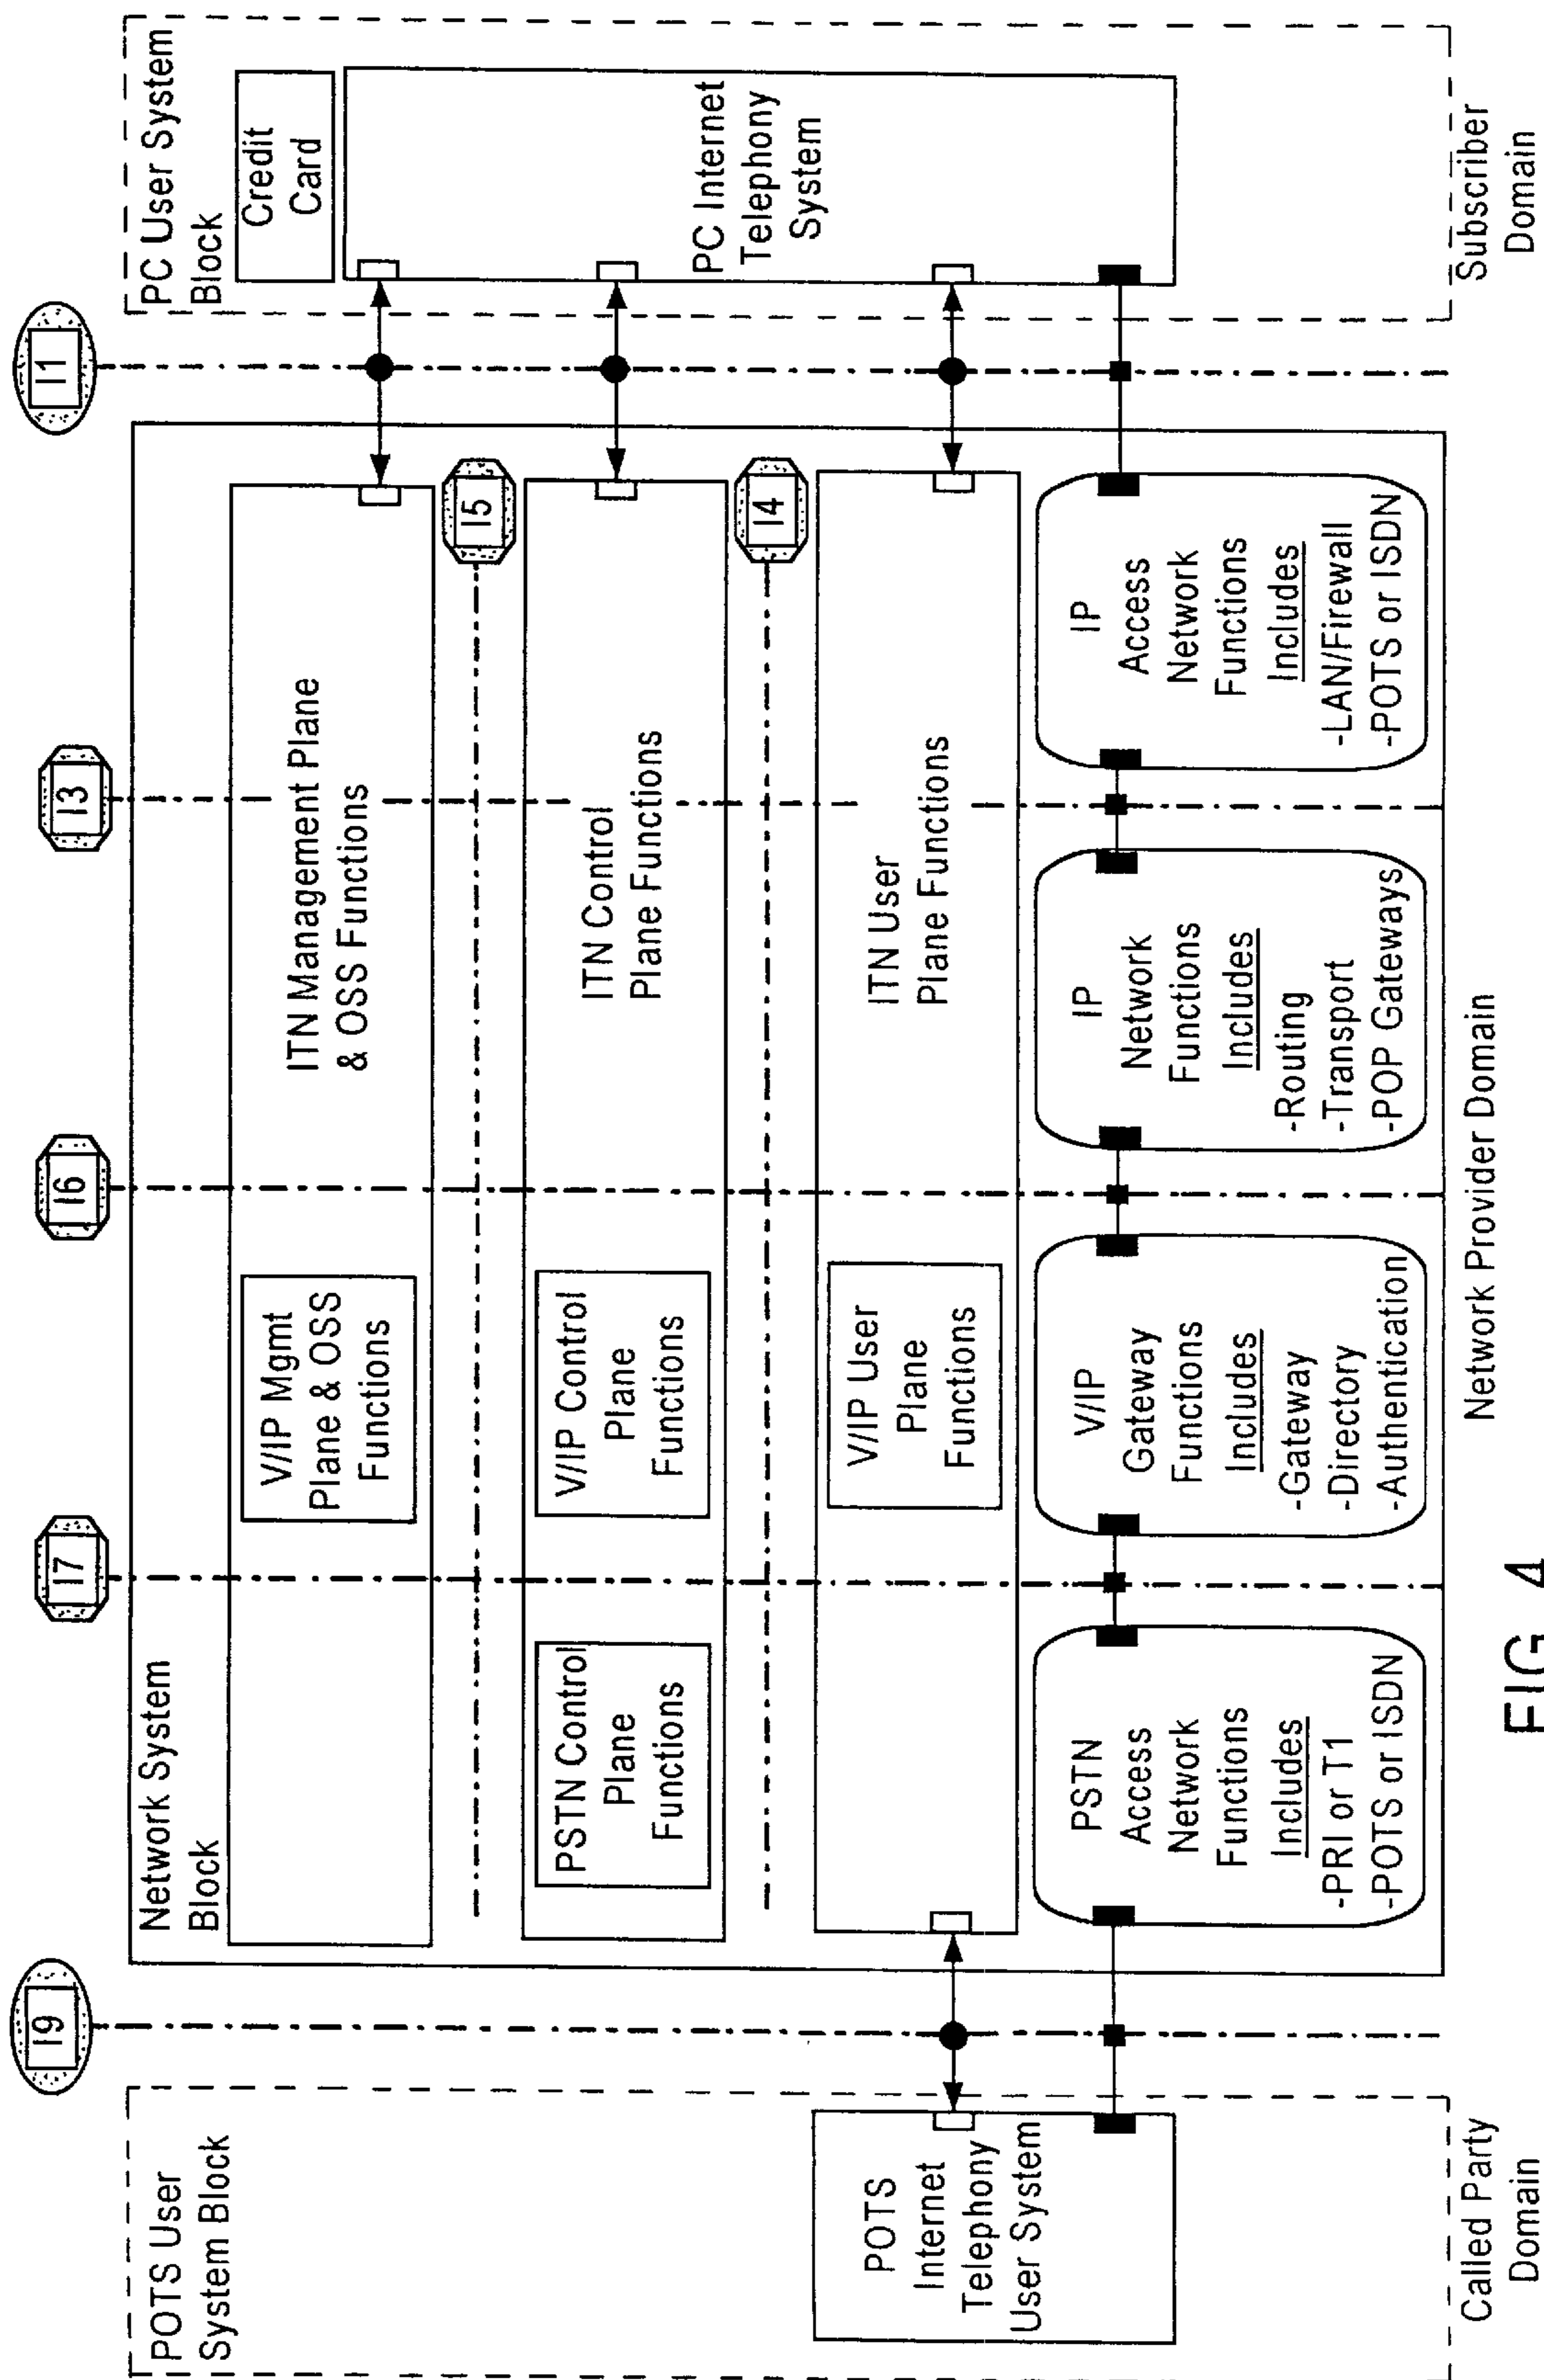 I9
I7
I6
I3
I1
POTS User
System Block
Network System
Block
PC User System
Block
Credit
Card
V/IP Mgmt
Plane & OSS
Functions
ITN Management Plane
& OSS Functions
I5
PSTN Control
Plane
Functions
V/IP Control
Plane
Functions
ITN Control
Plane Functions
I4
PC Internet
Telephony
System
POTS
Internet
Telephony
User System
V/IP User
Plane
Functions
ITN User
Plane Functions
PSTN
Access
Network
Functions
Includes
-PRI or T1
-POTS or ISDN
V/IP
Gateway
Functions
Includes
-Gateway
-Directory
-Authentication
IP
Network
Functions
Includes
-Routing
-Transport
-POP Gateways
IP
Access
Network
Functions
Includes
-LAN/Firewall
-POTS or ISDN
Called Party
Domain
Network Provider Domain
Subscriber
Domain
FIG. 4